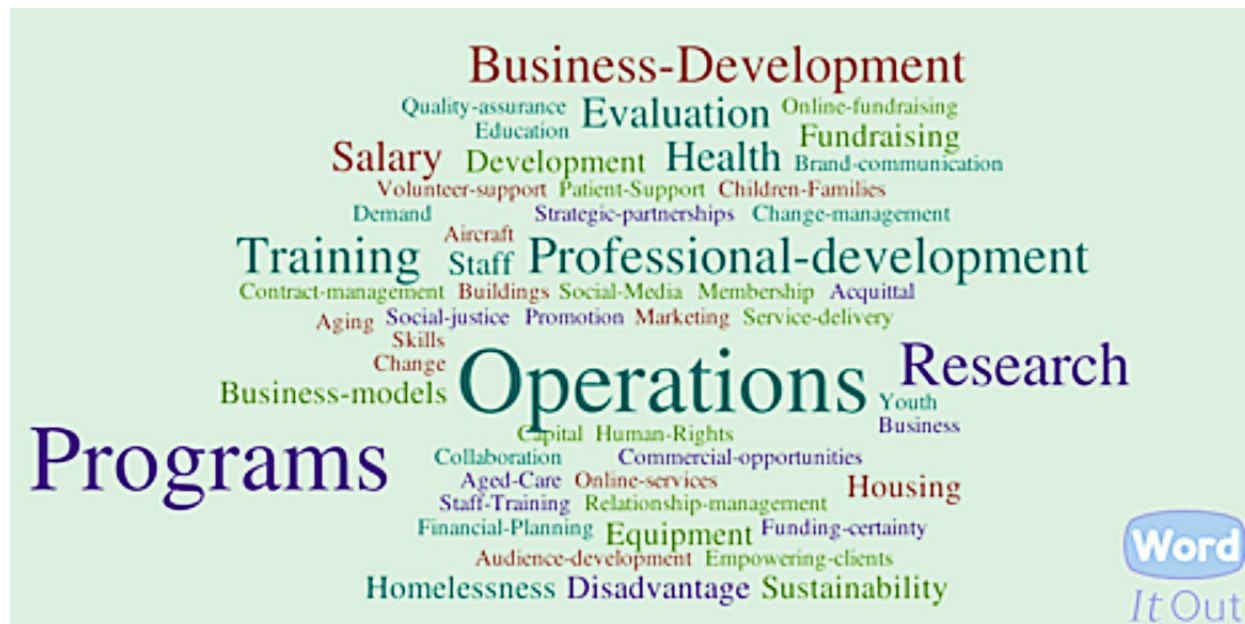 Business-Development
Quality-assurance Evaluation Online-fundraising
Education Fundraising
Salary Development Health Brand-communication
Volunteer-support Patient-Support Children-Families
Demand Strategic-partnerships Change-management
Aircraft
Training Staff Professional-development
Contract-management Buildings Social-Media Membership Acquittal
Aging Social-justice Promotion Marketing Service-delivery
Skills
Change
Business-models Operations Research
Youth
Business
Programs
Capital Human-Rights
Collaboration Commercial-opportunities
Aged-Care Online-services Housing
Staff-Training Relationship-management
Financial-Planning Equipment Funding-certainty
Audience-development Empowering-clients
Homelessness Disadvantage Sustainability
Word
It Out